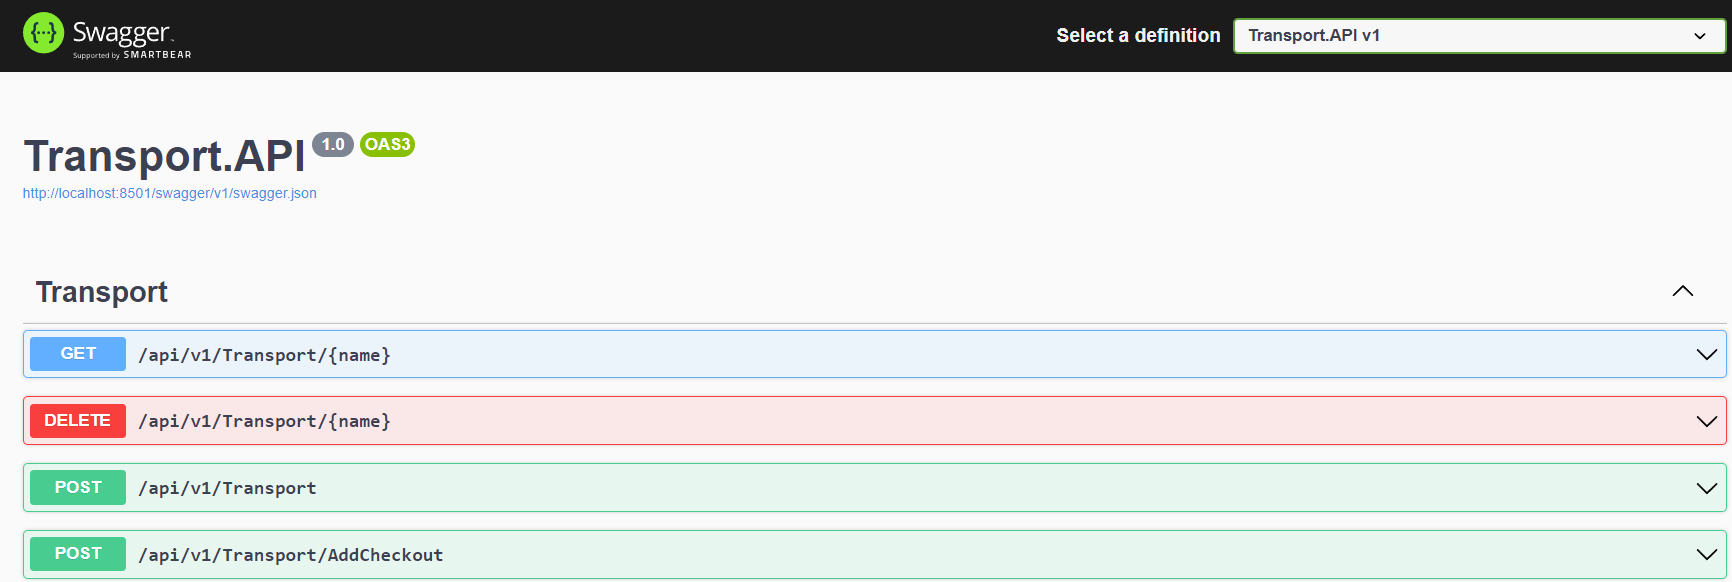 Swagger
Supported by SMARTBEAR
Select a definition
Transport.API v1
Transport.API 1.0 OAS3
http://localhost:8501/swagger/v1/swagger.json
Transport
GET /api/v1/Transport/{name}
DELETE /api/v1/Transport/{name}
POST /api/v1/Transport
POST /api/v1/Transport/AddCheckout